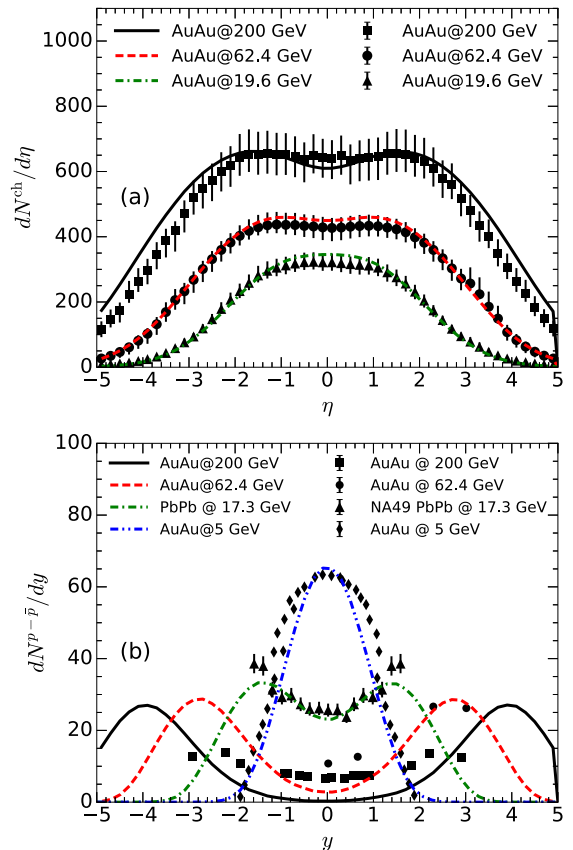 1000
800
600
400
200
0
dN^ch/dη
AuAu@200 GeV AuAu@200 GeV
AuAu@62.4 GeV AuAu@62.4 GeV
AuAu@19.6 GeV AuAu@19.6 GeV
(a)
−5 −4 −3 −2 −1 0 1 2 3 4 5
η
100
80
60
40
20
0
dN^{p−p̄}/dy
AuAu@200 GeV AuAu @ 200 GeV
AuAu@62.4 GeV AuAu @ 62.4 GeV
PbPb @ 17.3 GeV NA49 PbPb @ 17.3 GeV
AuAu@5 GeV AuAu @ 5 GeV
(b)
−5 −4 −3 −2 −1 0 1 2 3 4 5
y